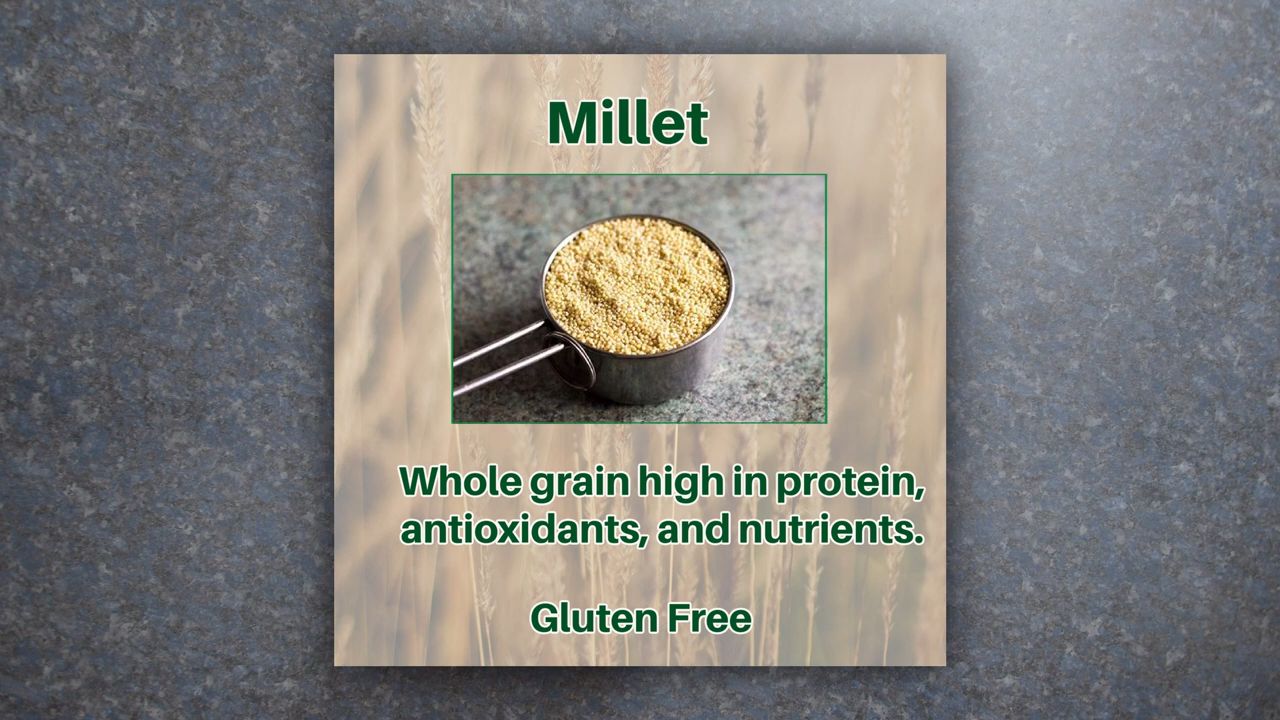 Millet
Whole grain high in protein,
antioxidants, and nutrients.
Gluten Free